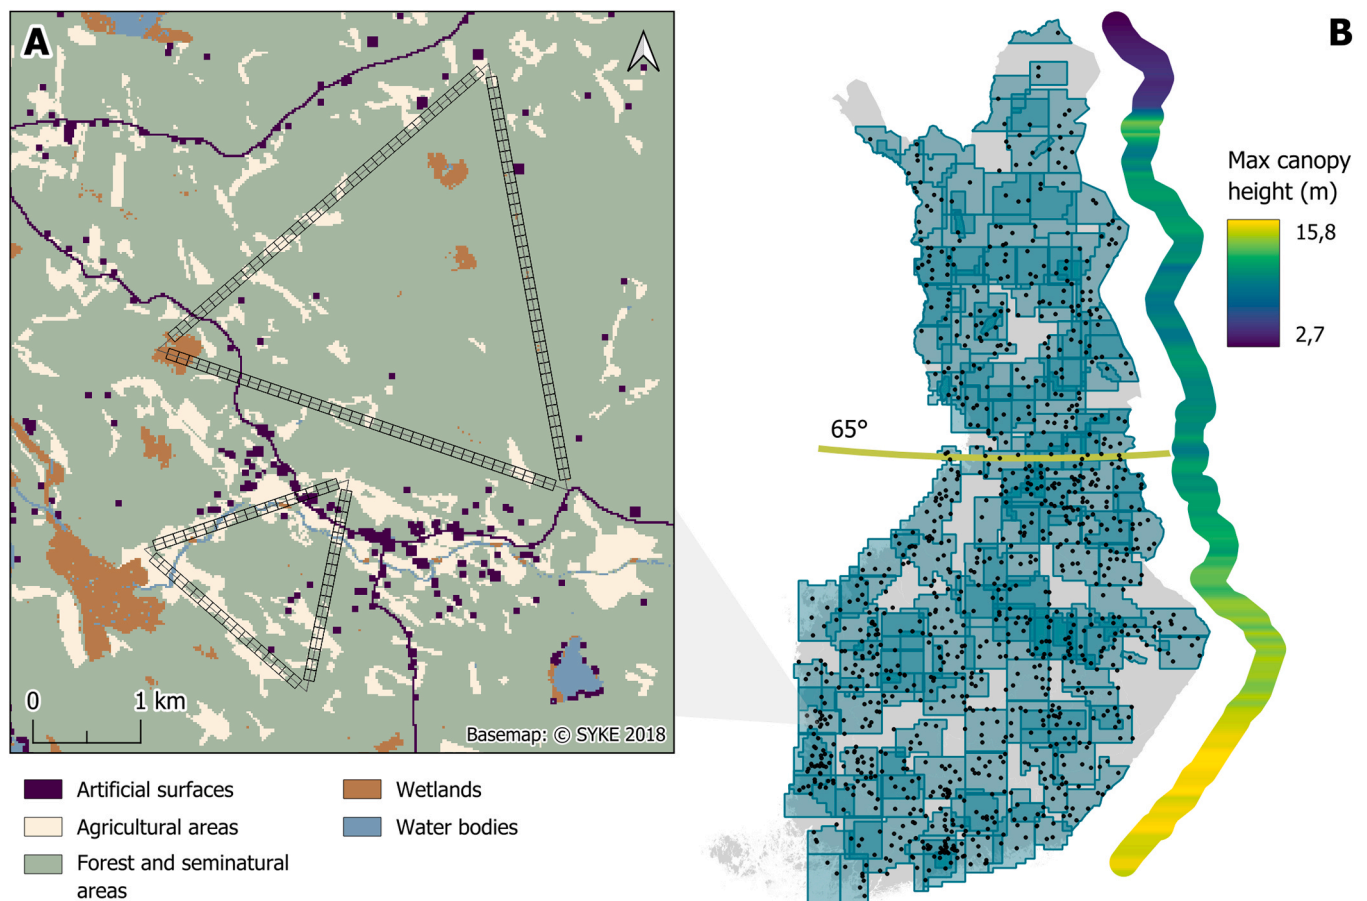 A
0
1 km
Basemap: © SYKE 2018
Artificial surfaces
Agricultural areas
Forest and seminatural
areas
Wetlands
Water bodies
B
65°
Max canopy
height (m)
15,8
2,7